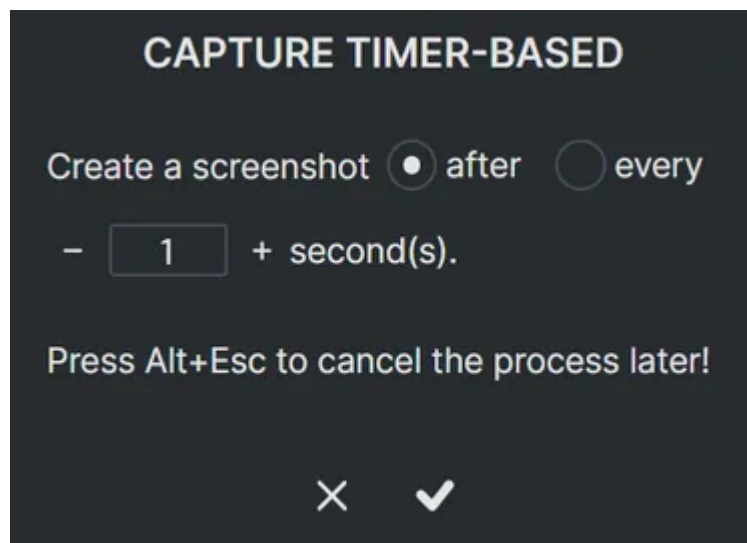 CAPTURE TIMER-BASED
Create a screenshot after every
− 1 + second(s).
Press Alt+Esc to cancel the process later!